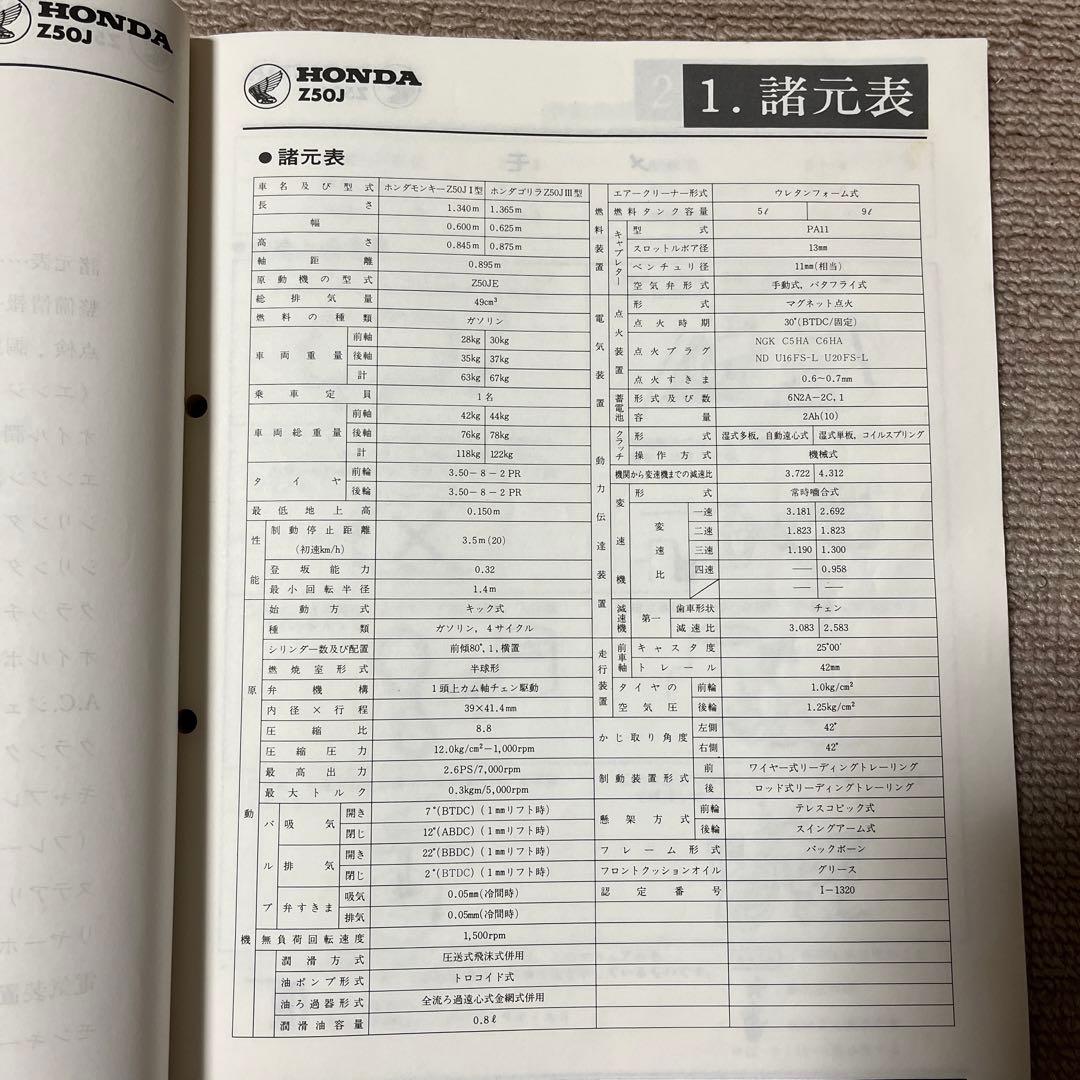 HONDA
Z50J
HONDA
Z50J
1. 諸元表
● 諸元表
車名及び型式 ホンダモンキーZ50J I型 ホンダゴリラZ50J III型
長さ 1.340m 1.365m
幅 0.600m 0.625m
高さ 0.845m 0.875m
軸距離 0.895m
原動機の型式 Z50JE
総排気量 49cm³
燃料の種類 ガソリン
車両重量 前軸 28kg 30kg
後軸 35kg 37kg
計 63kg 67kg
乗車定員 1名
車両総重量 前軸 42kg 44kg
後軸 76kg 78kg
計 118kg 122kg
タイヤ 前輪 3.50-8-2PR
後輪 3.50-8-2PR
最低地上高 0.150m
性能 制動停止距離 (初速km/h) 3.5m(20)
登坂能力 0.32
最小回転半径 1.4m
原動機 始動方式 キック式
種類 ガソリン, 4サイクル
シリンダー数及び配置 前傾80°, 1, 横置
燃焼室形式 半球形
弁機構 1頭上カム軸チェン駆動
内径×行程 39×41.4mm
圧縮比 8.8
圧縮圧力 12.0kg/cm²-1,000rpm
最高出力 2.6PS/7,000rpm
最大トルク 0.3kgm/5,000rpm
バルブ 吸気 開き 7°(BTDC)(1mmリフト時)
閉じ 12°(ABDC)(1mmリフト時)
排気 開き 22°(BBDC)(1mmリフト時)
閉じ 2°(BTDC)(1mmリフト時)
弁すきま 吸気 0.05mm(冷間時)
排気 0.05mm(冷間時)
無負荷回転速度 1,500rpm
潤滑方式 圧送式飛沫式併用
油ポンプ形式 トロコイド式
油ろ過器形式 全流ろ過遠心式金網式併用
潤滑油容量 0.8ℓ
燃料装置 エアークリーナー形式 ウレタンフォーム式
燃料タンク容量 5ℓ 9ℓ
キャブレター 型式 PA11
スロットルボア径 13mm
ベンチュリ径 11mm(相当)
空気弁形式 手動式, バタフライ式
電気装置 点火装置 形式 マグネット点火
点火時期 30°(BTDC/固定)
点火プラグ NGK C5HA C6HA
ND U16FS-L U20FS-L
点火すきま 0.6〜0.7mm
蓄電池 形式及び数 6N2A-2C, 1
容量 2Ah(10)
動力伝達装置 クラッチ 形式 湿式多板, 自動遠心式 湿式単板, コイルスプリング
操作方式 機械式
機関から変速機までの減速比 3.722 4.312
変速機 形式 常時噛合式
変速比 一速 3.181 2.692
二速 1.823 1.823
三速 1.190 1.300
四速 — 0.958
— —
減速機 第一 歯車形状 チェン
減速比 3.083 2.583
走行装置 前車軸 キャスタ度 25°00′
トレール 42mm
タイヤの空気圧 前輪 1.0kg/cm²
後輪 1.25kg/cm²
かじ取り角度 左側 42°
右側 42°
制動装置形式 前 ワイヤー式リーディングトレーリング
後 ロッド式リーディングトレーリング
懸架方式 前輪 テレスコピック式
後輪 スイングアーム式
フレーム形式 バックボーン
フロントクッションオイル グリース
認定番号 I-1320